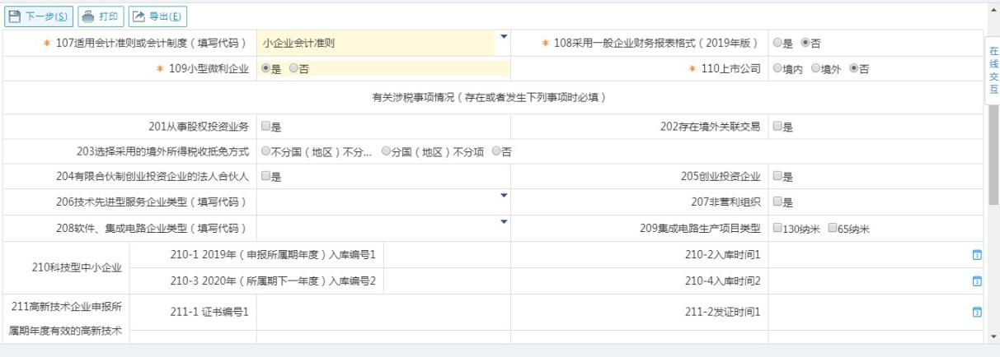 下一步(S) 打印 导出(E)
* 107适用会计准则或会计制度（填写代码） 小企业会计准则 * 108采用一般企业财务报表格式（2019年版） 是 否
* 109小型微利企业 是 否 * 110上市公司 境内 境外 否
有关涉税事项情况（存在或者发生下列事项时必填）
201从事股权投资业务 是 202存在境外关联交易 是
203选择采用的境外所得税收抵免方式 不分国（地区）不分... 分国（地区）不分项 否
204有限合伙制创业投资企业的法人合伙人 是 205创业投资企业 是
206技术先进型服务企业类型（填写代码） 207非营利组织 是
208软件、集成电路企业类型（填写代码） 209集成电路生产项目类型 130纳米 65纳米
210科技型中小企业
210-1 2019年（申报所属期年度）入库编号1 210-2入库时间1
210-3 2020年（所属期下一年度）入库编号2 210-4入库时间2
211高新技术企业申报所
属期年度有效的高新技术
211-1 证书编号1 211-2发证时间1
在线交互